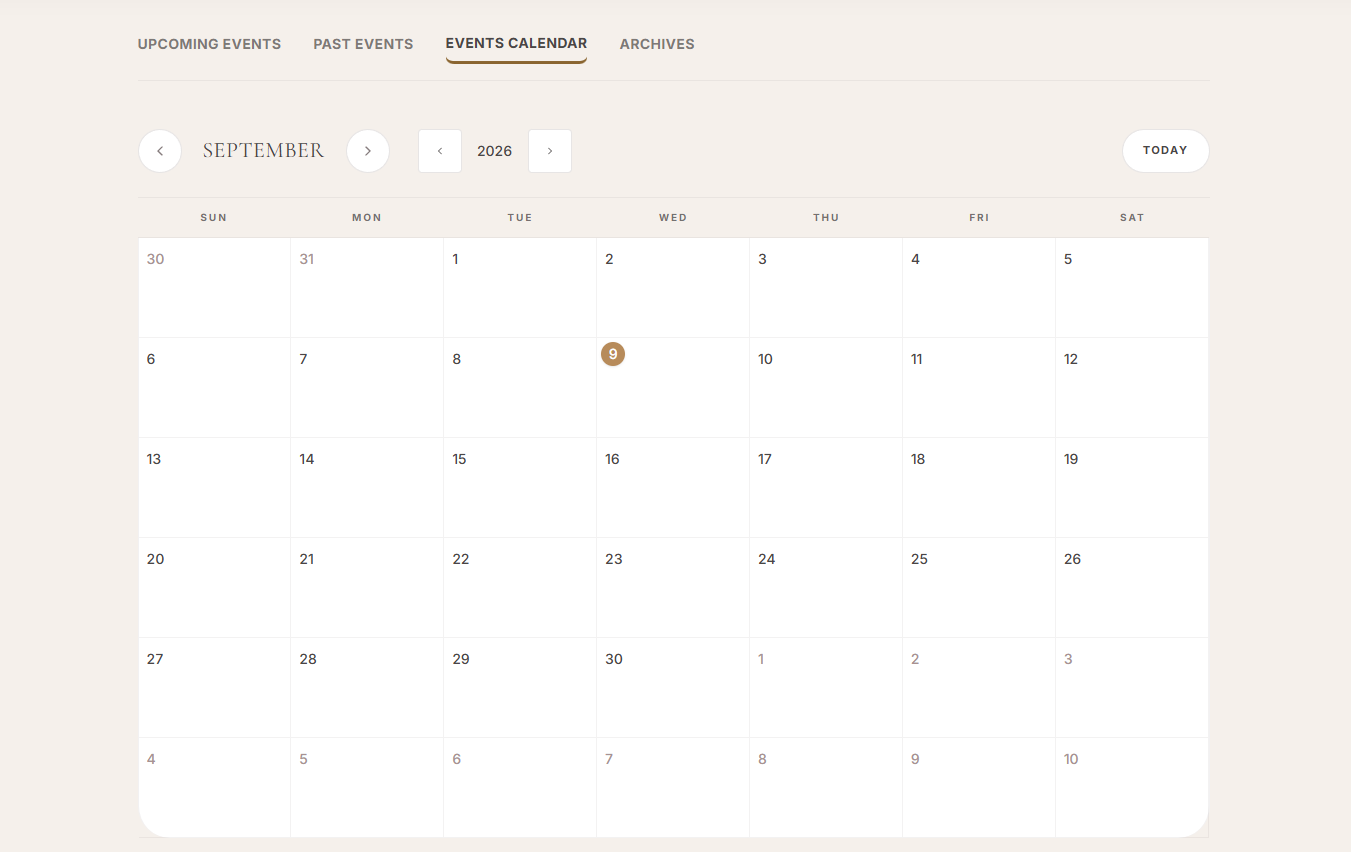 UPCOMING EVENTS PAST EVENTS EVENTS CALENDAR ARCHIVES
SEPTEMBER 2026 TODAY
SUN MON TUE WED THU FRI SAT
30 31 1 2 3 4 5
6 7 8 9 10 11 12
13 14 15 16 17 18 19
20 21 22 23 24 25 26
27 28 29 30 1 2 3
4 5 6 7 8 9 10